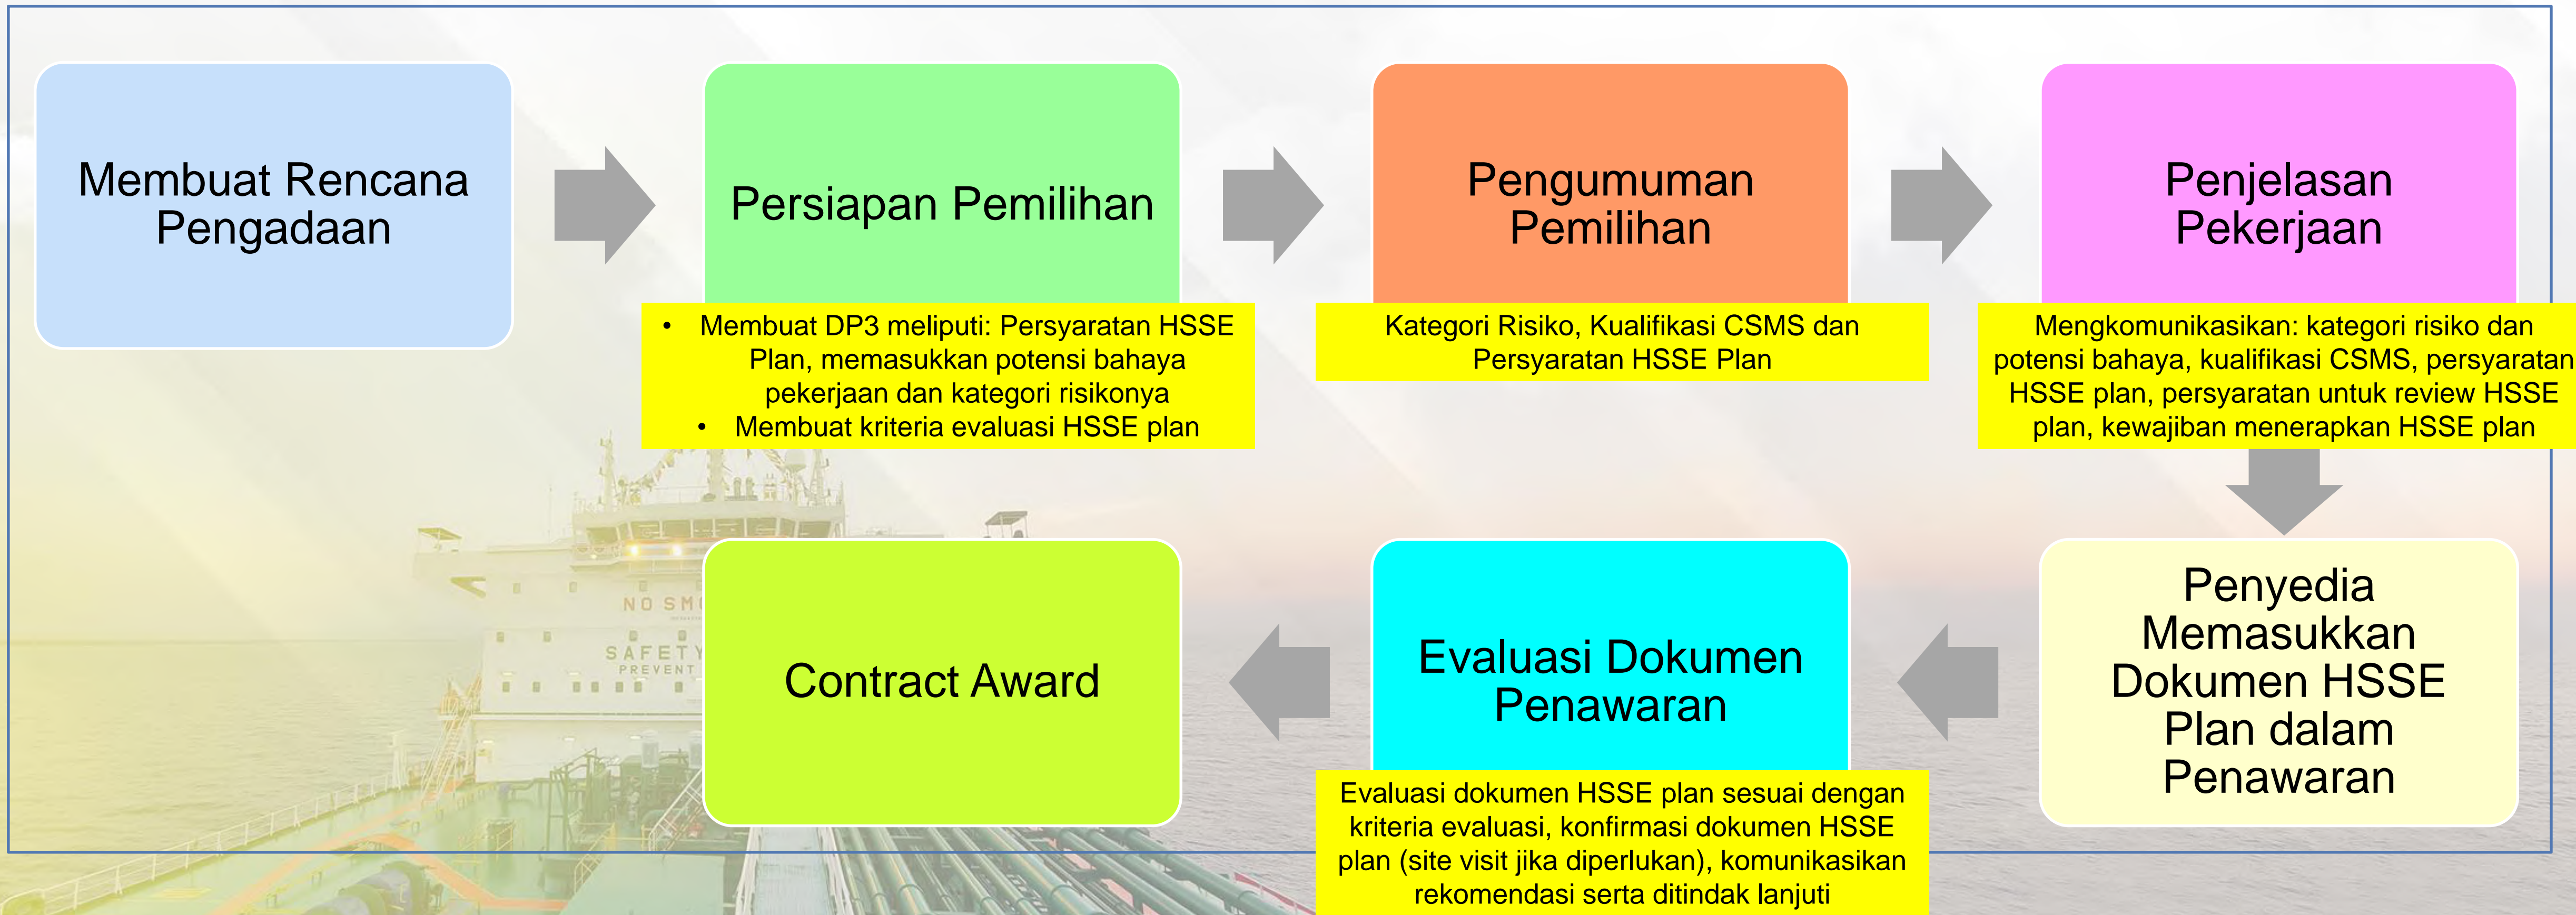 Membuat Rencana
Pengadaan
Persiapan Pemilihan
• Membuat DP3 meliputi: Persyaratan HSSE
Plan, memasukkan potensi bahaya
pekerjaan dan kategori risikonya
• Membuat kriteria evaluasi HSSE plan
Pengumuman
Pemilihan
Kategori Risiko, Kualifikasi CSMS dan
Persyaratan HSSE Plan
Penjelasan
Pekerjaan
Mengkomunikasikan: kategori risiko dan
potensi bahaya, kualifikasi CSMS, persyaratan
HSSE plan, persyaratan untuk review HSSE
plan, kewajiban menerapkan HSSE plan
Penyedia
Memasukkan
Dokumen HSSE
Plan dalam
Penawaran
Evaluasi Dokumen
Penawaran
Evaluasi dokumen HSSE plan sesuai dengan
kriteria evaluasi, konfirmasi dokumen HSSE
plan (site visit jika diperlukan), komunikasikan
rekomendasi serta ditindak lanjuti
Contract Award
NO SM
SAFETY
PREVENT